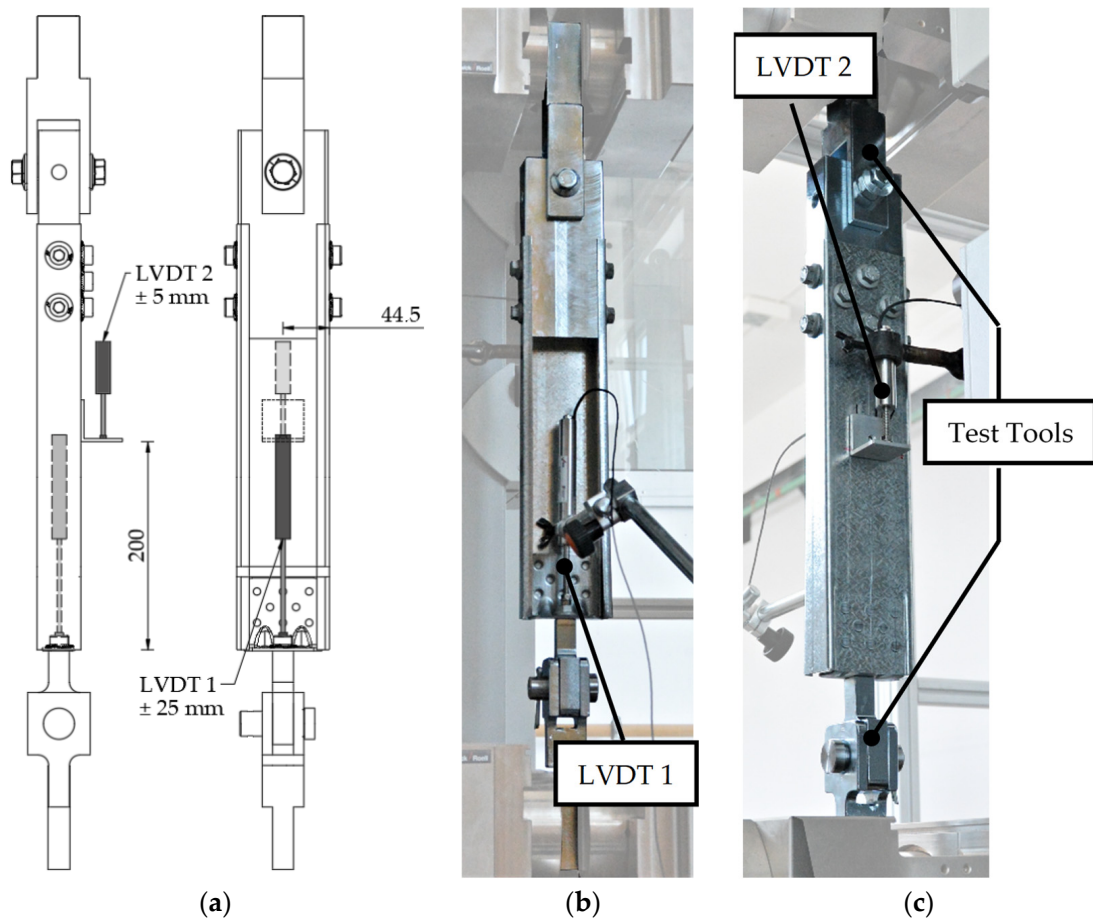 LVDT 2
± 5 mm
44.5
200
LVDT 1
± 25 mm
LVDT 1
LVDT 2
Test Tools
(a)
(b)
(c)